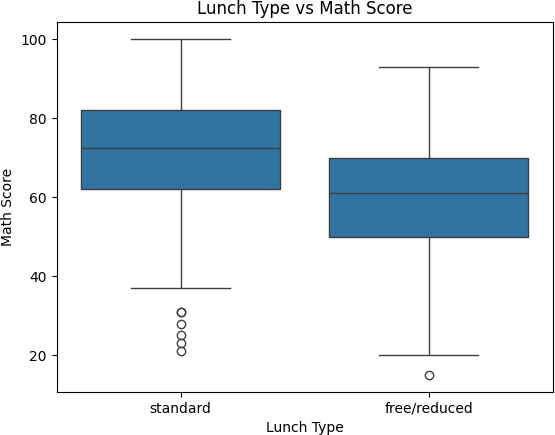 Lunch Type vs Math Score
Math Score
100
80
60
40
20
standard
free/reduced
Lunch Type